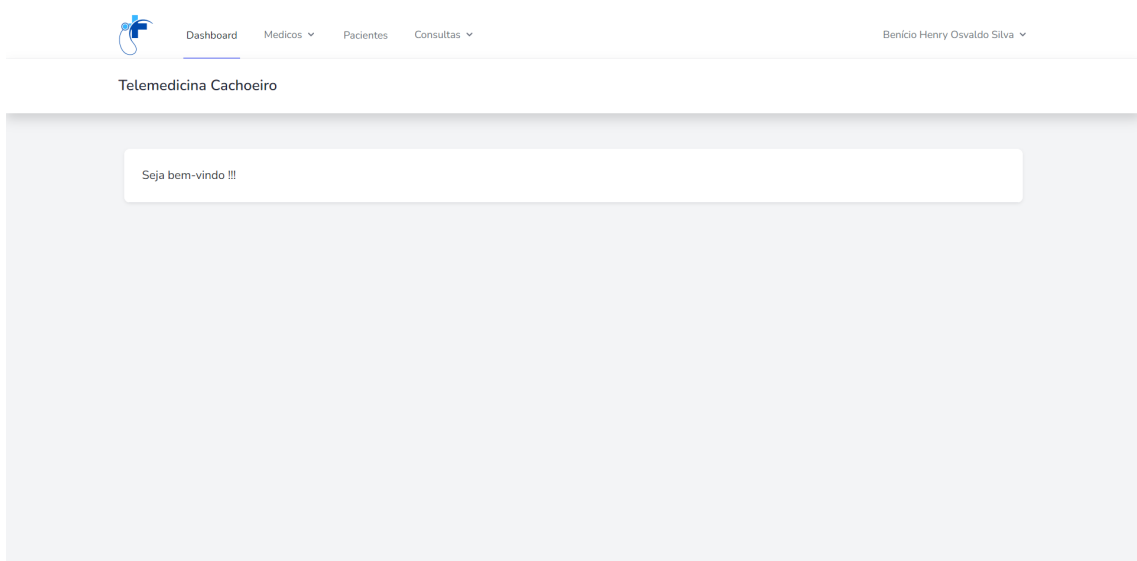 Dashboard Medicos Pacientes Consultas Benício Henry Osvaldo Silva
Telemedicina Cachoeiro
Seja bem-vindo !!!